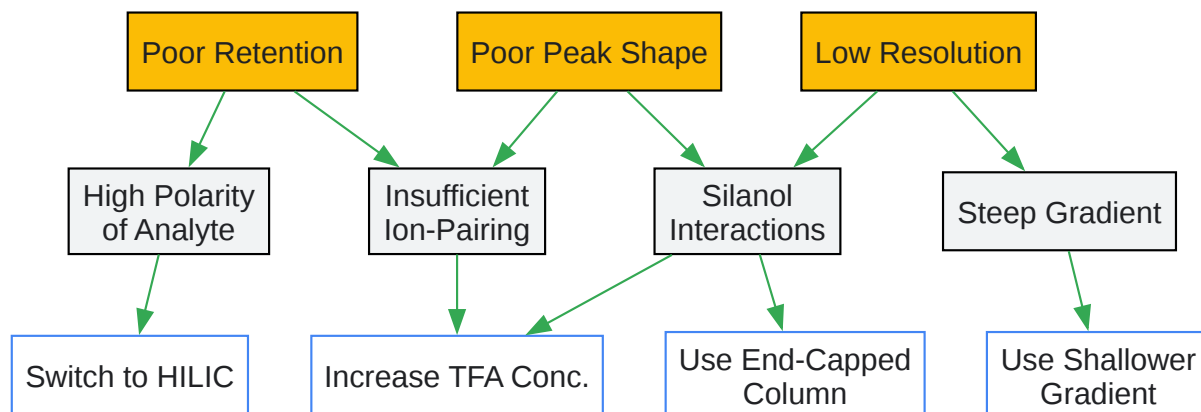 Poor Retention
Poor Peak Shape
Low Resolution
High Polarity
of Analyte
Insufficient
Ion-Pairing
Silanol
Interactions
Steep Gradient
Switch to HILIC
Increase TFA Conc.
Use End-Capped
Column
Use Shallower
Gradient